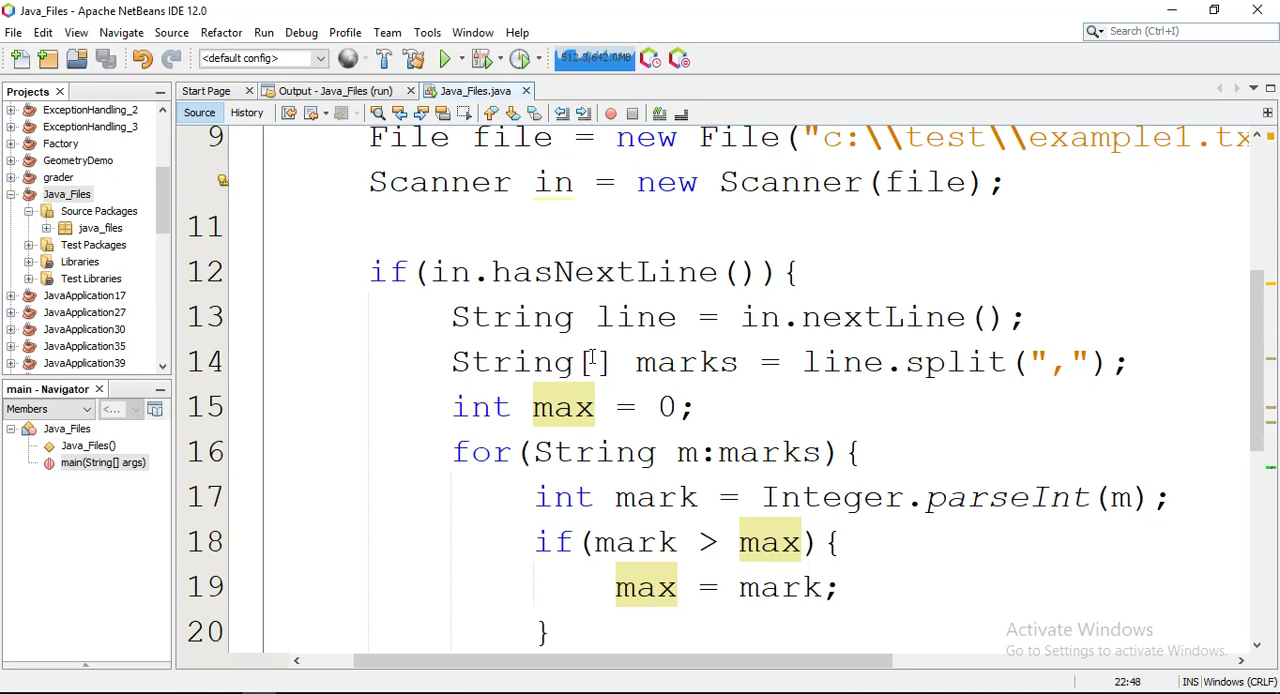 Java_Files - Apache NetBeans IDE 12.0
File Edit View Navigate Source Refactor Run Debug Profile Team Tools Window Help
Search (Ctrl+I)
<default config>
512.3/642.0MB
Projects
Start Page
Output - Java_Files (run)
Java_Files.java
Source
History
ExceptionHandling_2
ExceptionHandling_3
Factory
GeometryDemo
grader
Java_Files
Source Packages
java_files
Test Packages
Libraries
Test Libraries
JavaApplication17
JavaApplication27
JavaApplication30
JavaApplication35
JavaApplication39
main - Navigator
Members
<...
Java_Files
Java_Files()
main(String[] args)
9 File file = new File("c:\\test\\example1.tx
Scanner in = new Scanner(file);
11
12 if(in.hasNextLine()){
13 String line = in.nextLine();
14 String[] marks = line.split(",");
15 int max = 0;
16 for(String m:marks){
17 int mark = Integer.parseInt(m);
18 if(mark > max){
19 max = mark;
20 }
Activate Windows
Go to Settings to activate Windows.
22:48
INS
Windows (CRLF)